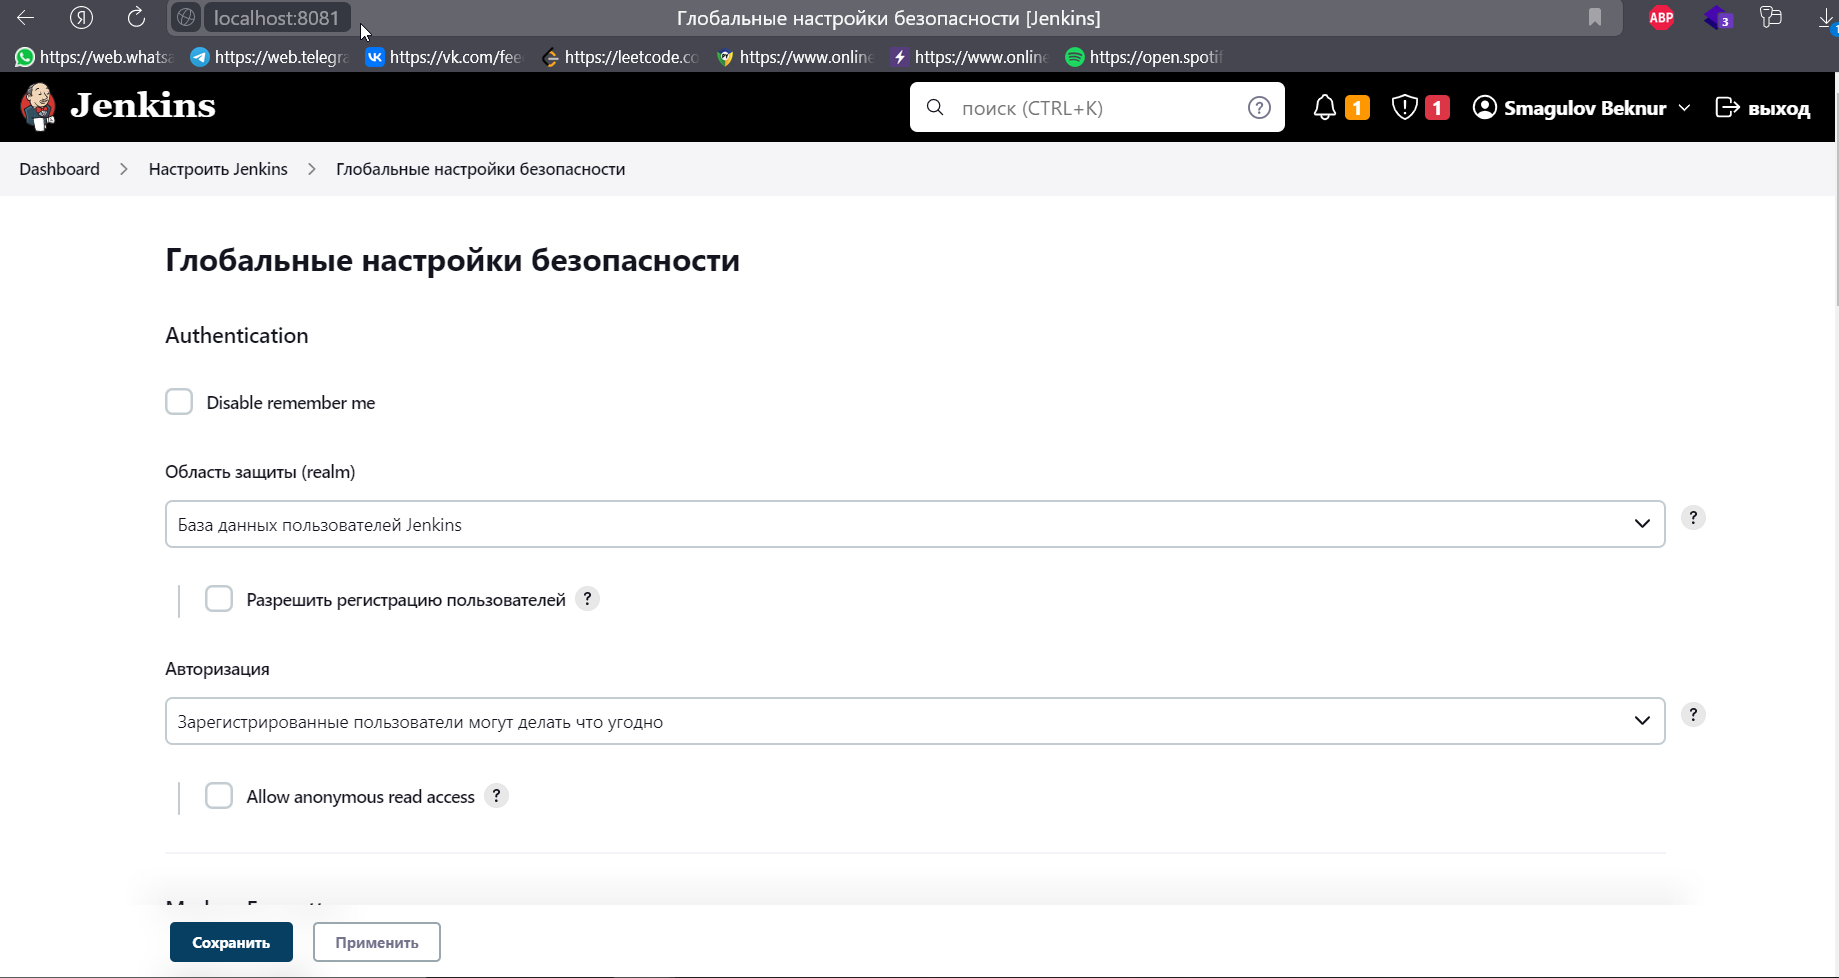 localhost:8081
Глобальные настройки безопасности [Jenkins]
ABP
3
https://web.whatsa
https://web.telegra
https://vk.com/fee
https://leetcode.co
https://www.online
https://www.online
https://open.spotif
Jenkins
поиск (CTRL+K)
?
1
1
Smagulov Beknur
выход
Dashboard
Настроить Jenkins
Глобальные настройки безопасности
Глобальные настройки безопасности
Authentication
Disable remember me
Область защиты (realm)
База данных пользователей Jenkins
?
Разрешить регистрацию пользователей ?
Авторизация
Зарегистрированные пользователи могут делать что угодно
?
Allow anonymous read access ?
Сохранить
Применить